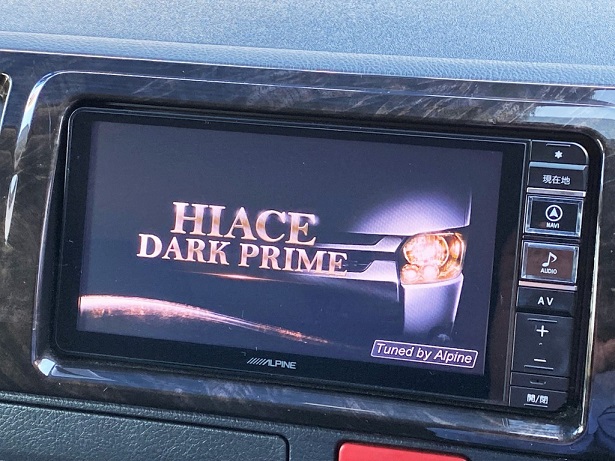 HIACE
DARK PRIME
Tuned by Alpine
ALPINE
現在地
NAVI
AUDIO
AV
+
−
開/閉